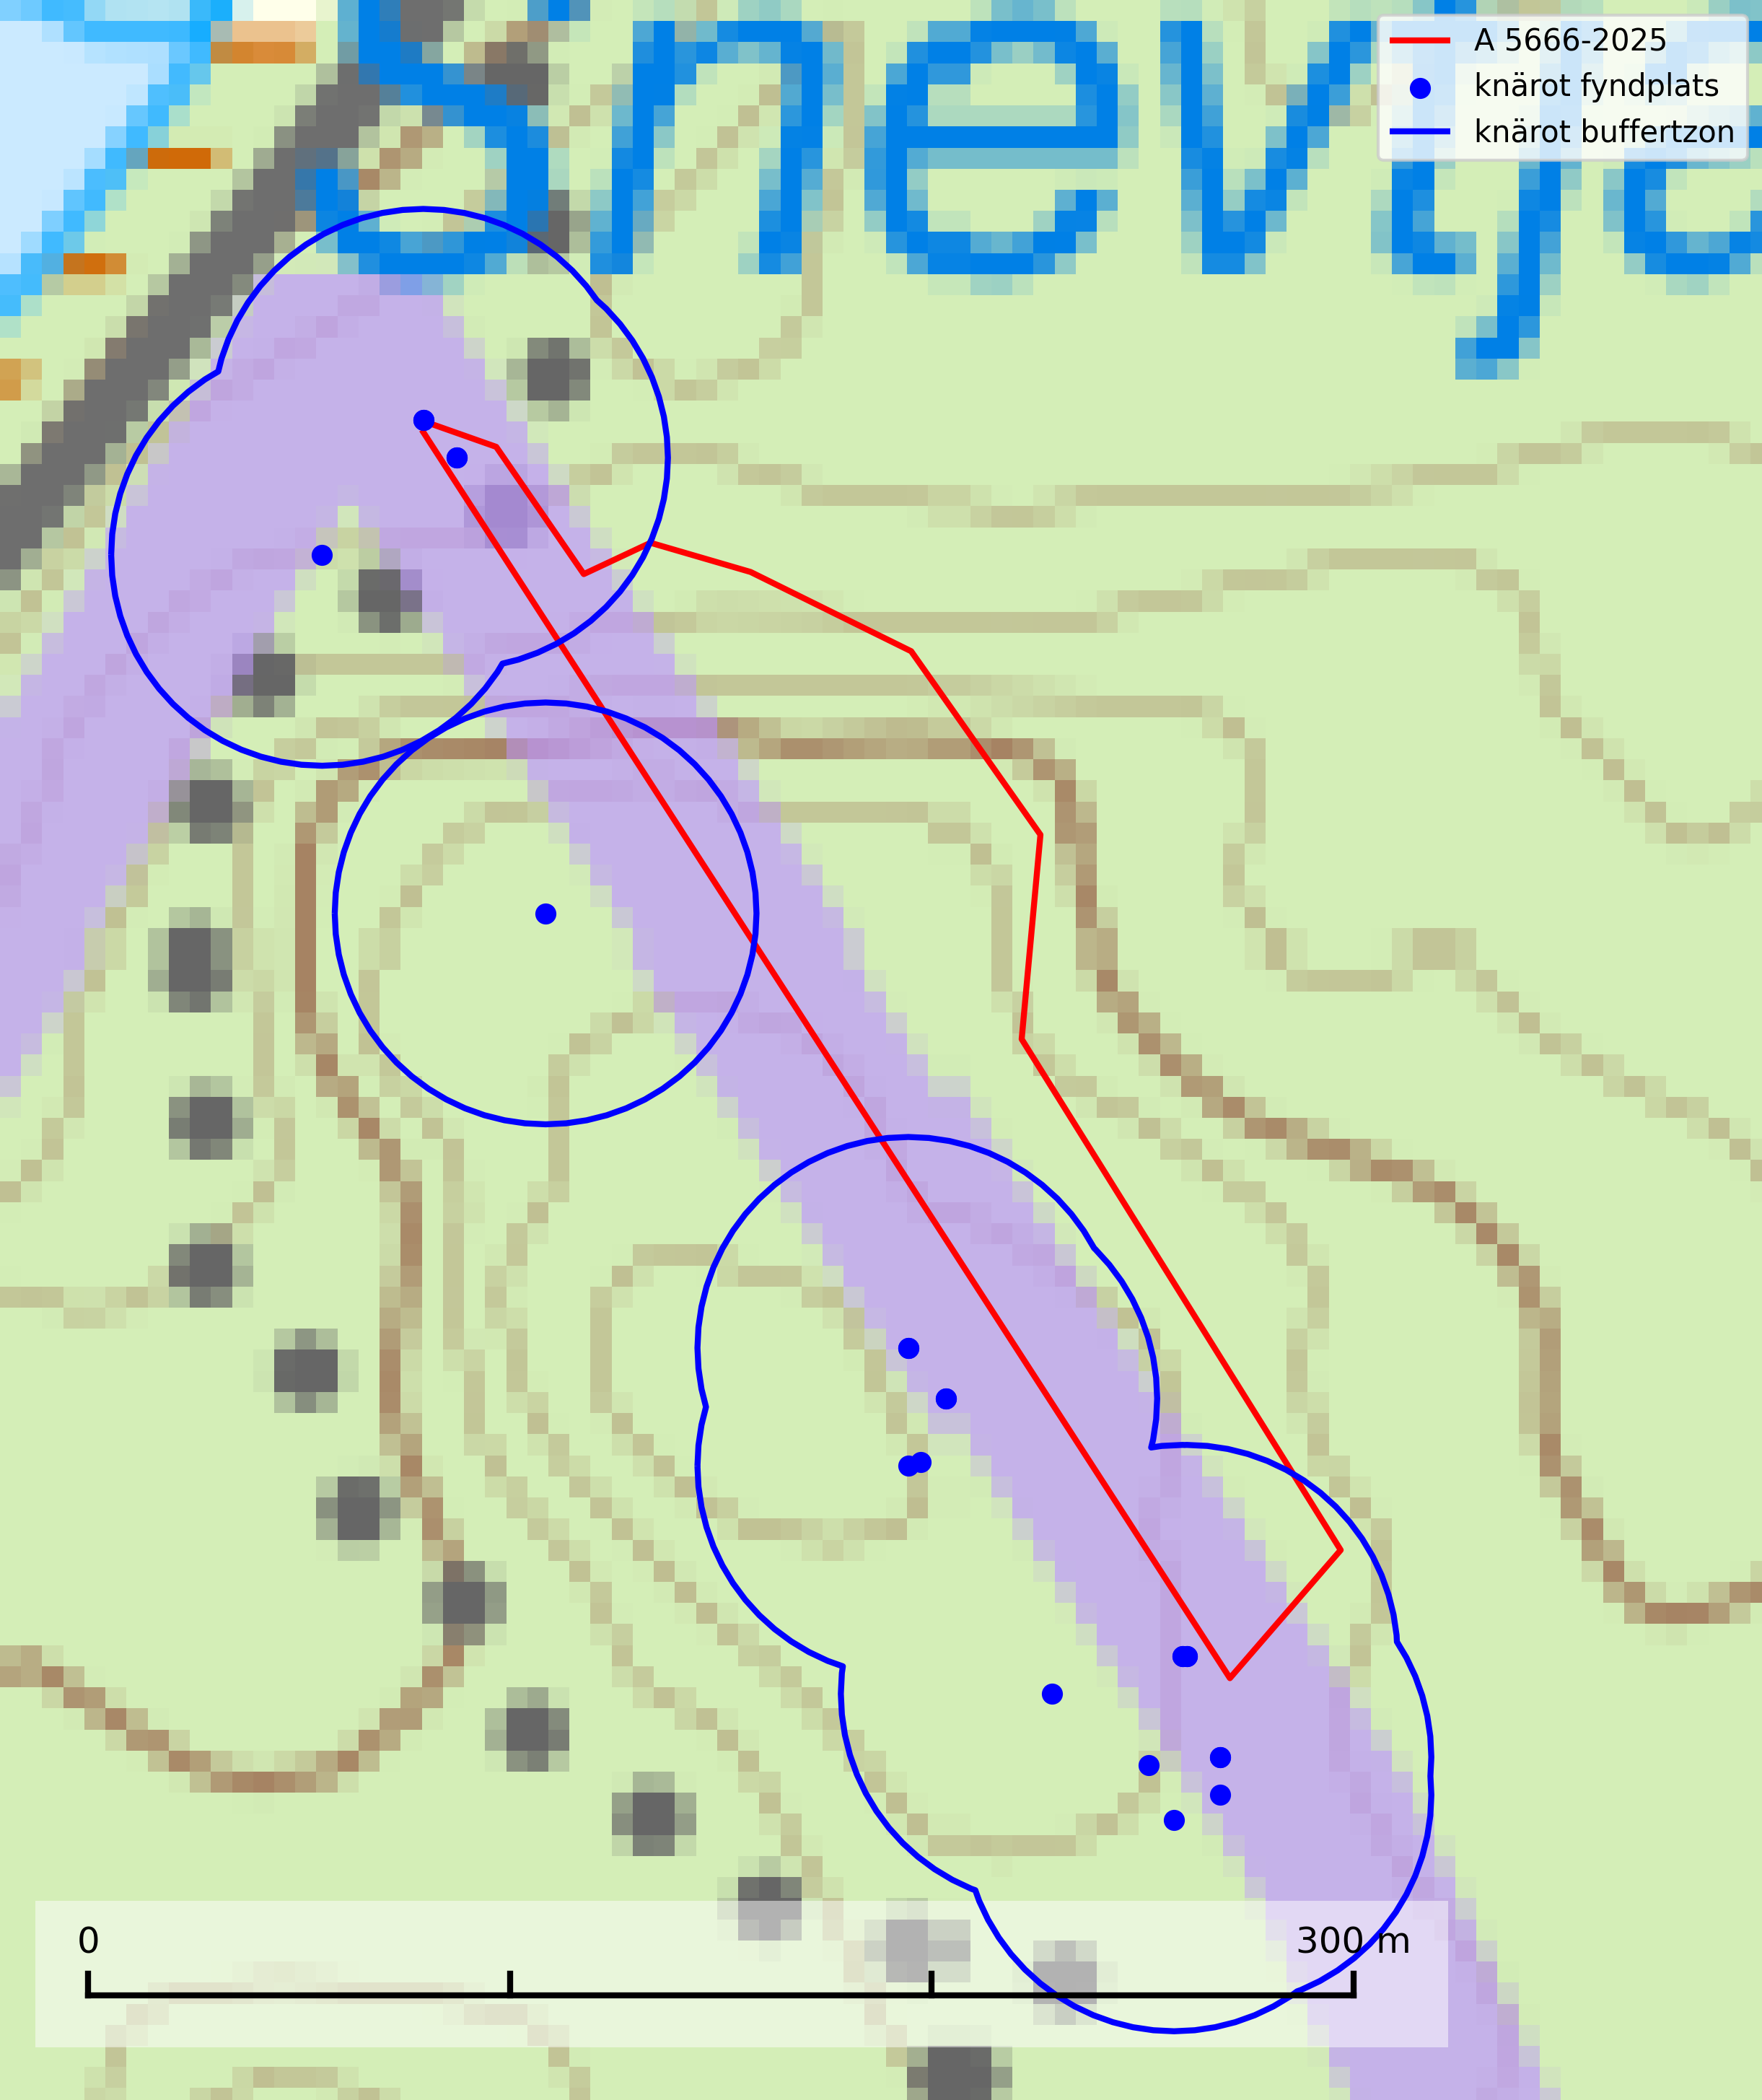 A 5666-2025
knärot fyndplats
knärot buffertzon
0
300 m